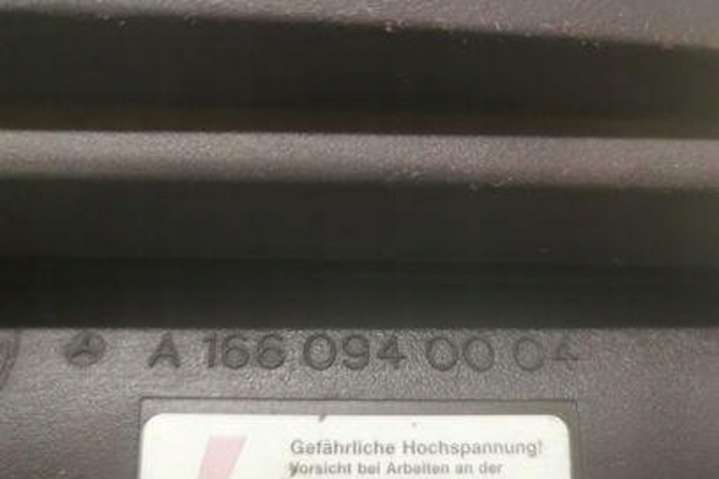 A 166 094 00 04
Gefährliche Hochspannung!
Vorsicht bei Arbeiten an der